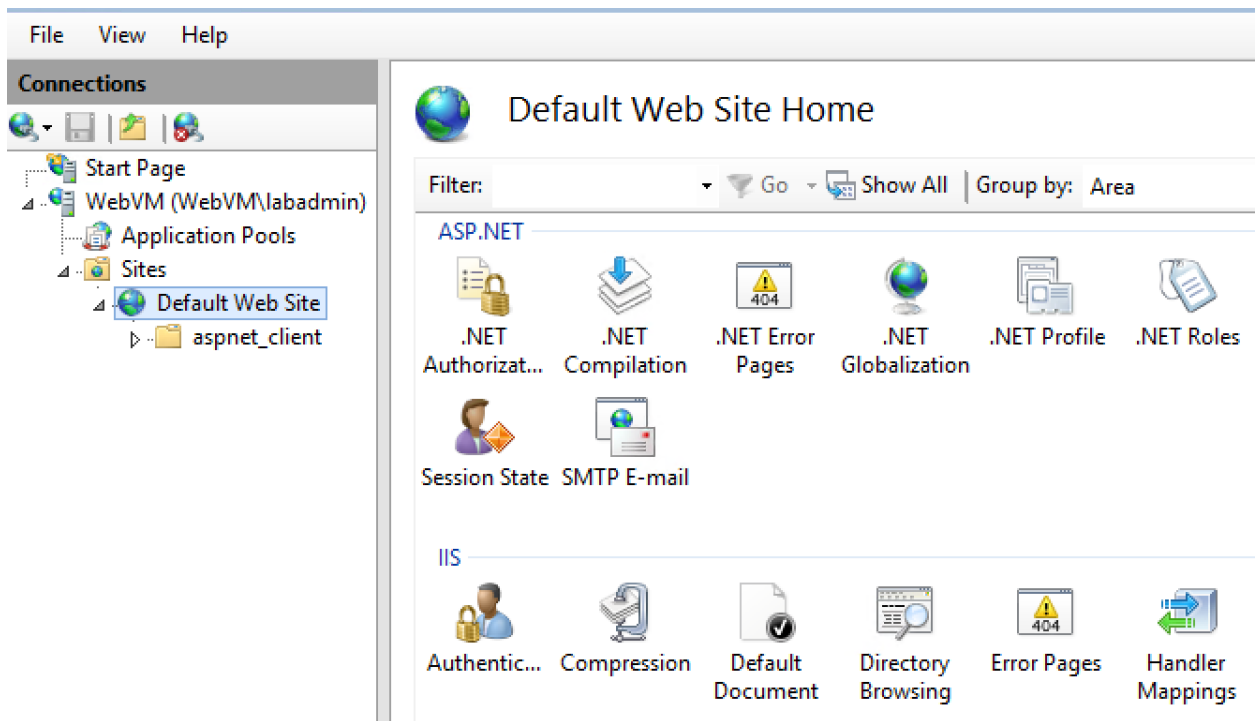 File View Help
Connections
Start Page
WebVM (WebVM\labadmin)
Application Pools
Sites
Default Web Site
aspnet_client
Default Web Site Home
Filter: Go Show All Group by: Area
ASP.NET
.NET Authorizat...
.NET Compilation
.NET Error Pages
.NET Globalization
.NET Profile
.NET Roles
Session State
SMTP E-mail
IIS
Authentic...
Compression
Default Document
Directory Browsing
Error Pages
Handler Mappings
404
404